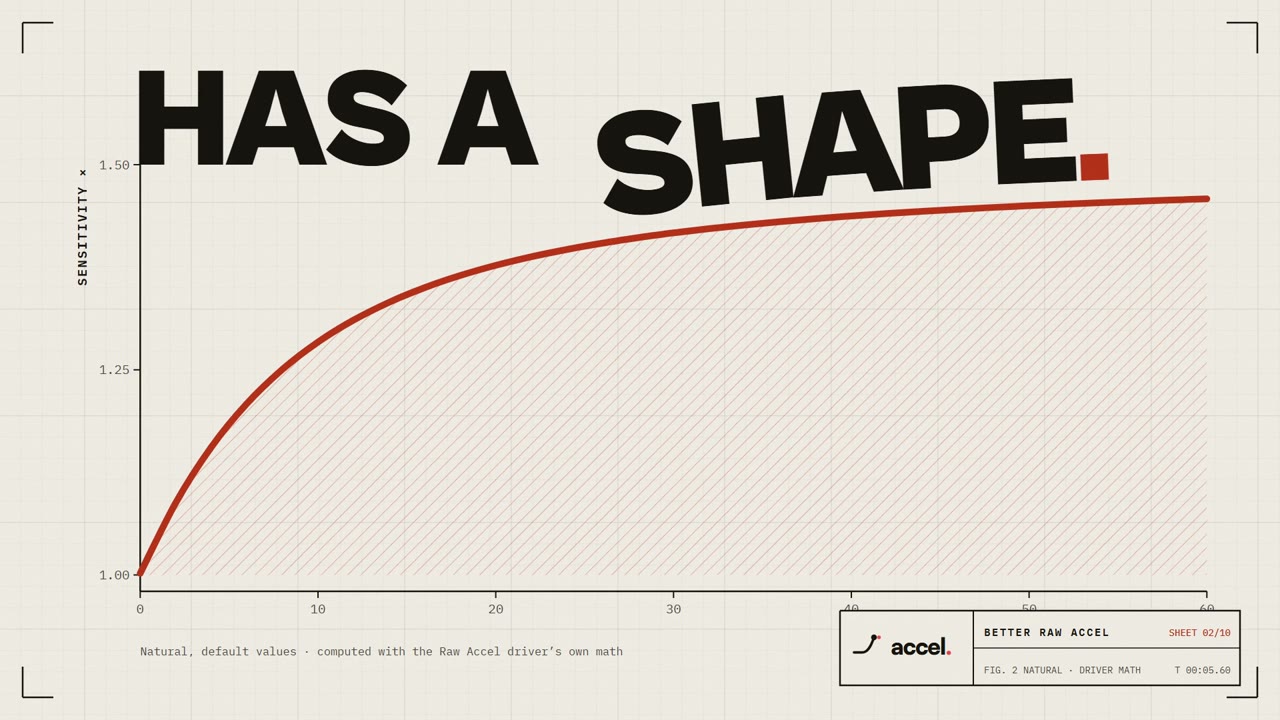 HAS A SHAPE.
1.50
SENSITIVITY ×
1.25
1.00
0 10 20 30 40 50 60
Natural, default values · computed with the Raw Accel driver’s own math
accel.
BETTER RAW ACCEL SHEET 02/10
FIG. 2 NATURAL · DRIVER MATH T 00:05.60